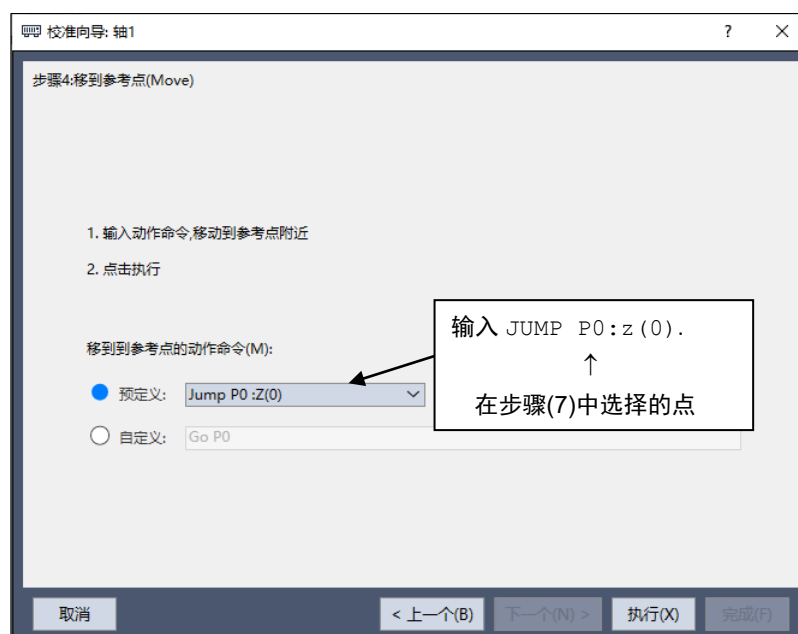 校准向导: 轴1
?
步骤4:移到参考点(Move)
1. 输入动作命令,移动到参考点附近
2. 点击执行
输入 JUMP P0:z(0).
↑
在步骤(7)中选择的点
移到到参考点的动作命令(M):
预定义: Jump P0 :Z(0)
自定义: Go P0
取消 < 上一个(B) 下一个(N) > 执行(X) 完成(F)